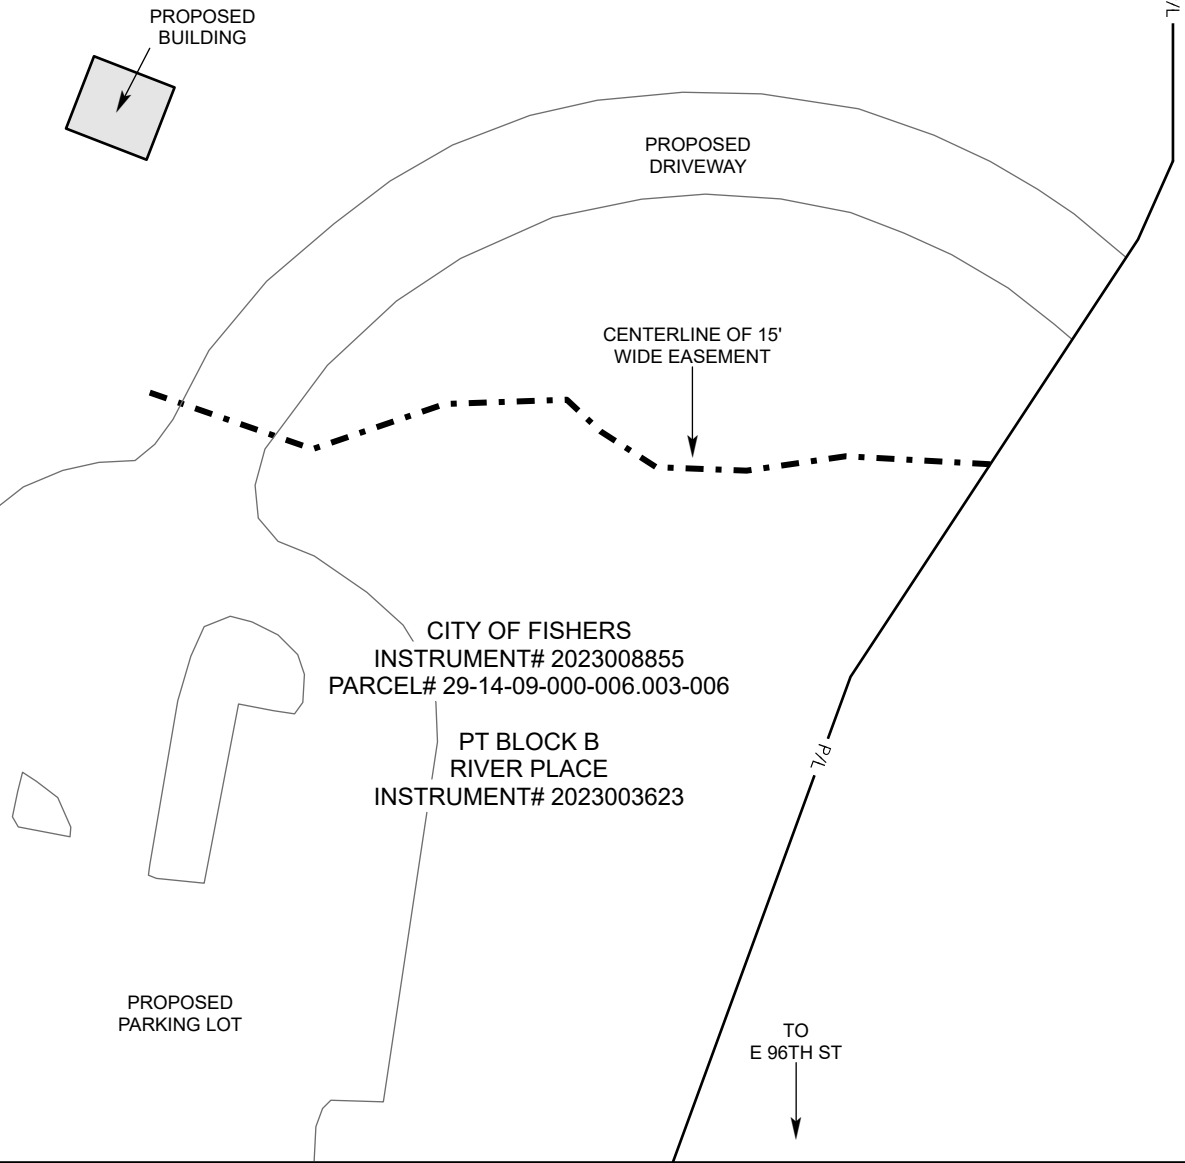 PROPOSED
BUILDING
/L
PROPOSED
DRIVEWAY
CENTERLINE OF 15'
WIDE EASEMENT
CITY OF FISHERS
INSTRUMENT# 2023008855
PARCEL# 29-14-09-000-006.003-006
PT BLOCK B
RIVER PLACE
INSTRUMENT# 2023003623
P/L
PROPOSED
PARKING LOT
TO
E 96TH ST